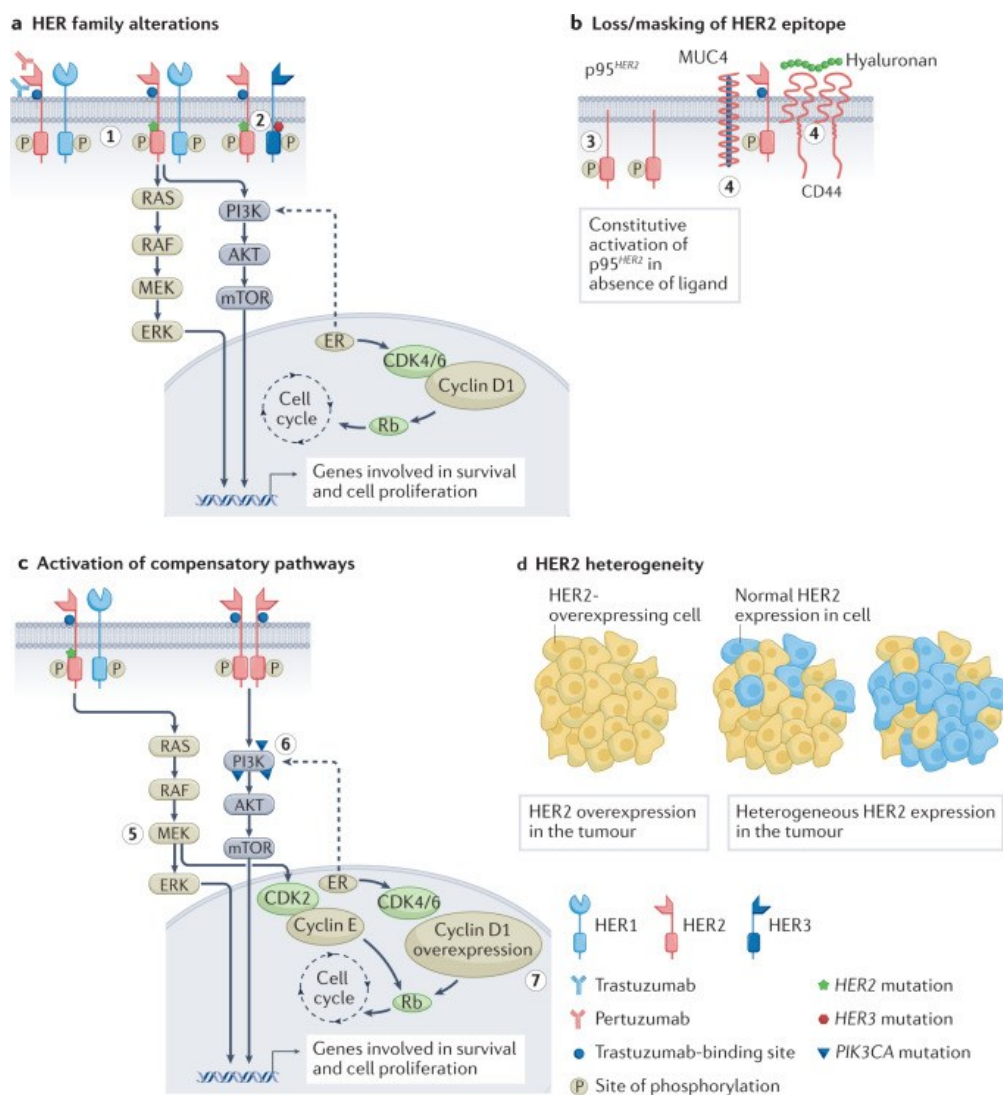 a HER family alterations
P
P
1
P
P
2
P
P
RAS
RAF
MEK
ERK
PI3K
AKT
mTOR
ER
CDK4/6
Cyclin D1
Rb
Cell
cycle
Genes involved in survival
and cell proliferation
b Loss/masking of HER2 epitope
p95HER2
MUC4
Hyaluronan
3
P
P
P
4
4
CD44
Constitutive
activation of
p95HER2 in
absence of ligand
c Activation of compensatory pathways
P
P
P
P
RAS
RAF
5
MEK
ERK
6
PI3K
AKT
mTOR
ER
CDK2
Cyclin E
CDK4/6
Cyclin D1
overexpression
7
Rb
Cell
cycle
Genes involved in survival
and cell proliferation
d HER2 heterogeneity
HER2-
overexpressing cell
Normal HER2
expression in cell
HER2 overexpression
in the tumour
Heterogeneous HER2 expression
in the tumour
HER1
HER2
HER3
Trastuzumab
Pertuzumab
Trastuzumab-binding site
P Site of phosphorylation
HER2 mutation
HER3 mutation
PIK3CA mutation